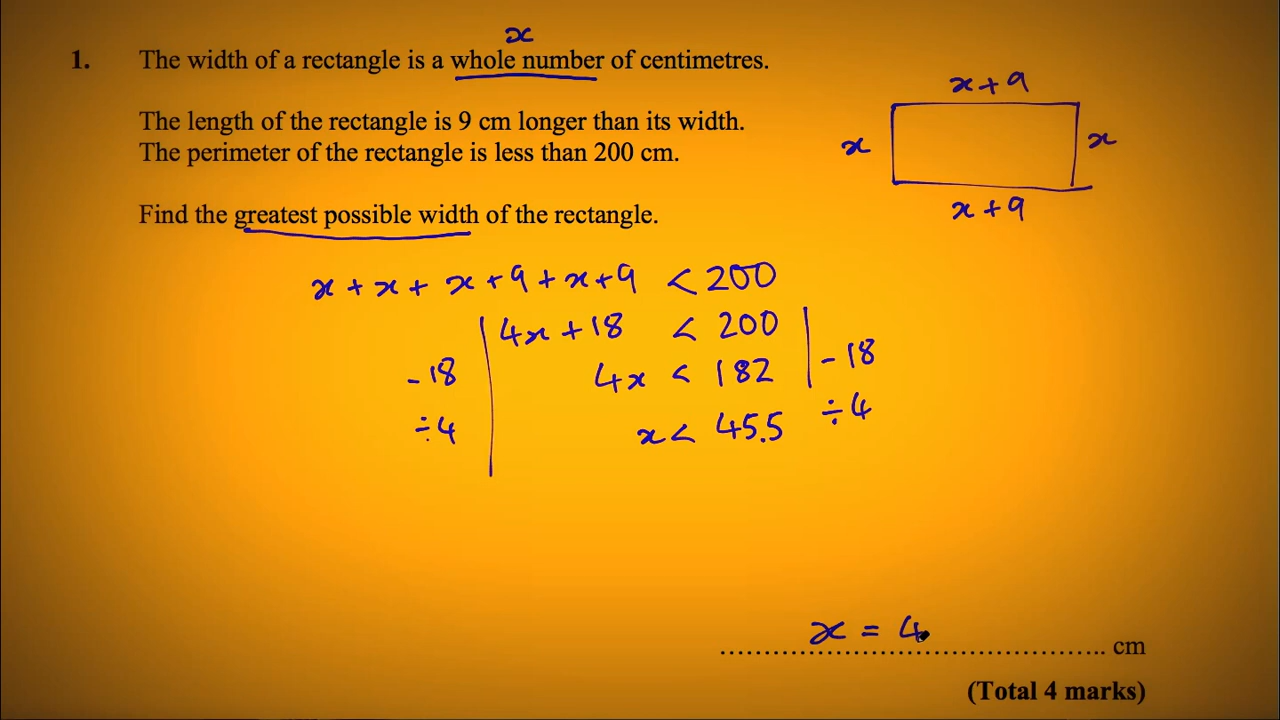 x
1. The width of a rectangle is a whole number of centimetres.
The length of the rectangle is 9 cm longer than its width.
The perimeter of the rectangle is less than 200 cm.
Find the greatest possible width of the rectangle.
x + 9
x
x
x + 9
x + x + x + 9 + x + 9 < 200
4x + 18 < 200
- 18 4x < 182 - 18
÷ 4 x < 45.5 ÷ 4
x = 4
.......................................... cm
(Total 4 marks)